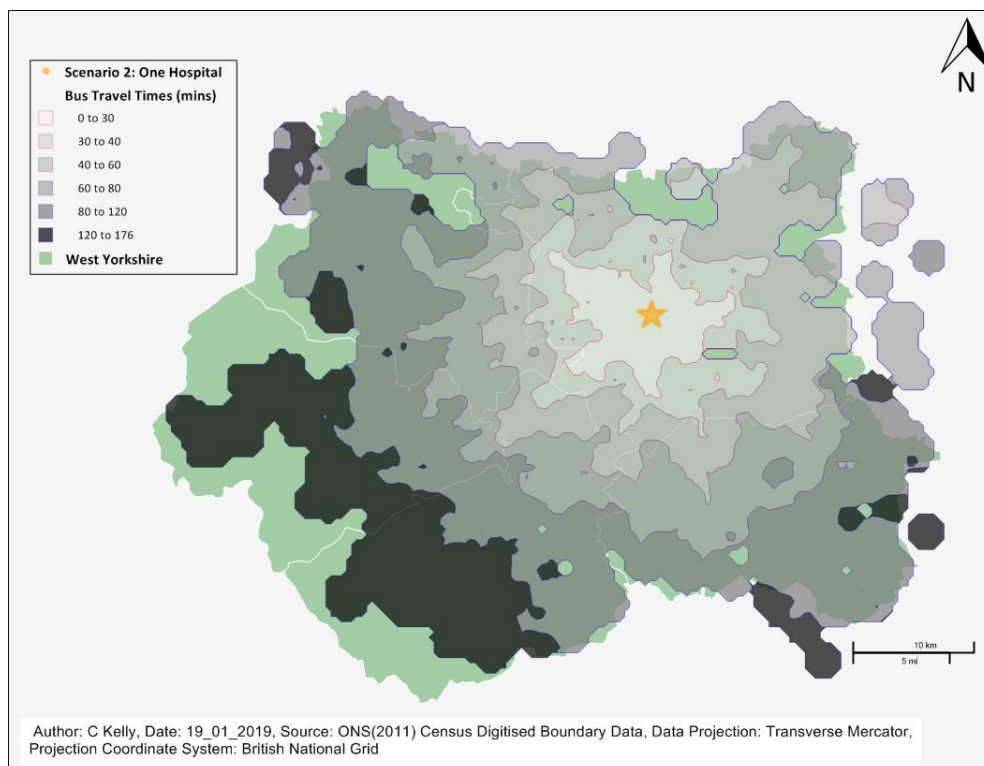 N
Scenario 2: One Hospital
Bus Travel Times (mins)
0 to 30
30 to 40
40 to 60
60 to 80
80 to 120
120 to 176
West Yorkshire
10 km
5 mi
Author: C Kelly, Date: 19_01_2019, Source: ONS(2011) Census Digitised Boundary Data, Data Projection: Transverse Mercator,
Projection Coordinate System: British National Grid